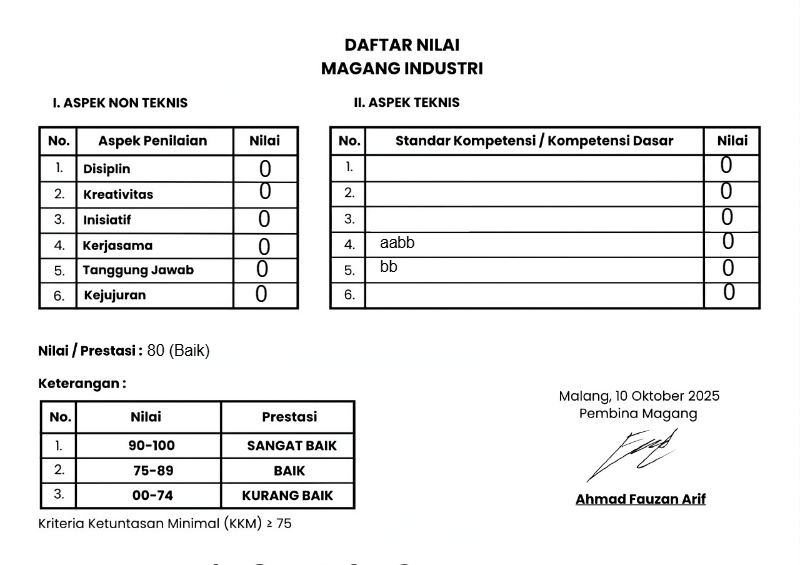 DAFTAR NILAI
MAGANG INDUSTRI
I. ASPEK NON TEKNIS
No. Aspek Penilaian Nilai
1. Disiplin 0
2. Kreativitas 0
3. Inisiatif 0
4. Kerjasama 0
5. Tanggung Jawab 0
6. Kejujuran 0
II. ASPEK TEKNIS
No. Standar Kompetensi / Kompetensi Dasar Nilai
1. 0
2. 0
3. 0
4. aabb 0
5. bb 0
6. 0
Nilai / Prestasi : 80 (Baik)
Keterangan :
No. Nilai Prestasi
1. 90-100 SANGAT BAIK
2. 75-89 BAIK
3. 00-74 KURANG BAIK
Kriteria Ketuntasan Minimal (KKM) ≥ 75
Malang, 10 Oktober 2025
Pembina Magang
Ahmad Fauzan Arif